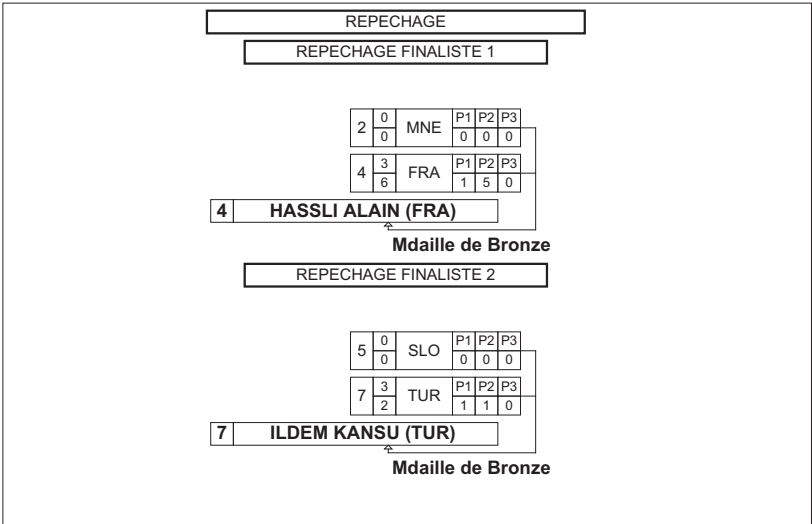 REPECHAGE
REPECHAGE FINALISTE 1
2 0 MNE P1 P2 P3
0 0 0 0
4 3 FRA P1 P2 P3
6 1 5 0
4 HASSLI ALAIN (FRA)
Mdaille de Bronze
REPECHAGE FINALISTE 2
5 0 SLO P1 P2 P3
0 0 0 0
7 3 TUR P1 P2 P3
2 1 1 0
7 ILDEM KANSU (TUR)
Mdaille de Bronze